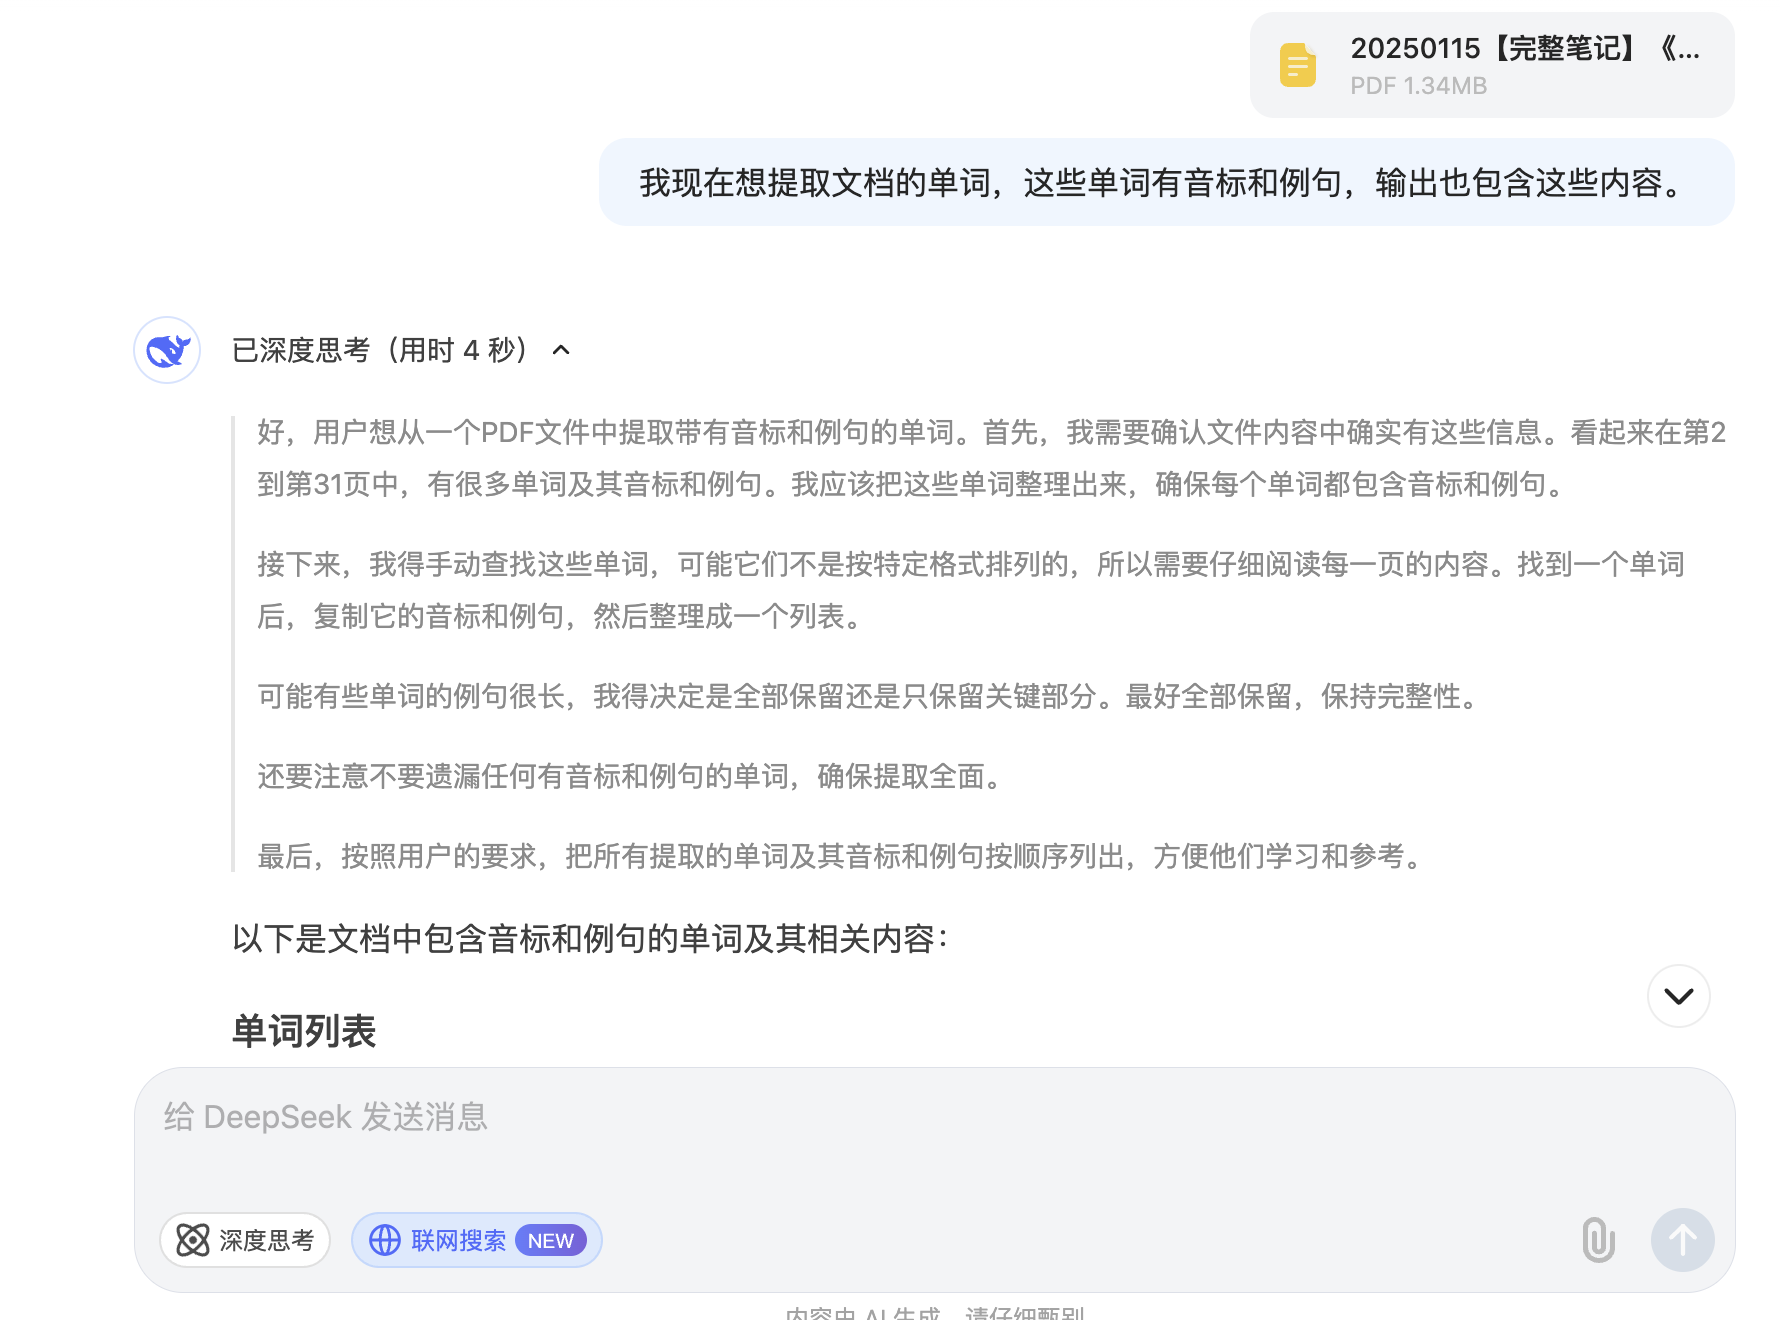 20250115【完整笔记】《...
PDF 1.34MB
我现在想提取文档的单词，这些单词有音标和例句，输出也包含这些内容。
已深度思考（用时 4 秒）
好，用户想从一个PDF文件中提取带有音标和例句的单词。首先，我需要确认文件内容中确实有这些信息。看起来在第2
到第31页中，有很多单词及其音标和例句。我应该把这些单词整理出来，确保每个单词都包含音标和例句。
接下来，我得手动查找这些单词，可能它们不是按特定格式排列的，所以需要仔细阅读每一页的内容。找到一个单词
后，复制它的音标和例句，然后整理成一个列表。
可能有些单词的例句很长，我得决定是全部保留还是只保留关键部分。最好全部保留，保持完整性。
还要注意不要遗漏任何有音标和例句的单词，确保提取全面。
最后，按照用户的要求，把所有提取的单词及其音标和例句按顺序列出，方便他们学习和参考。
以下是文档中包含音标和例句的单词及其相关内容：
单词列表
给 DeepSeek 发送消息
深度思考
联网搜索 NEW
内容由 AI 生成，请仔细甄别